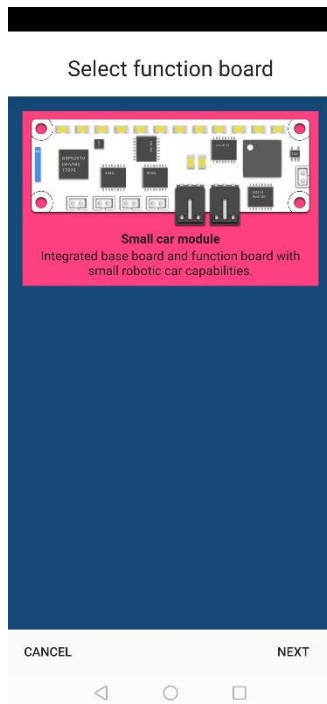 Select function board
Small car module
Integrated base board and function board with
small robotic car capabilities.
CANCEL
NEXT